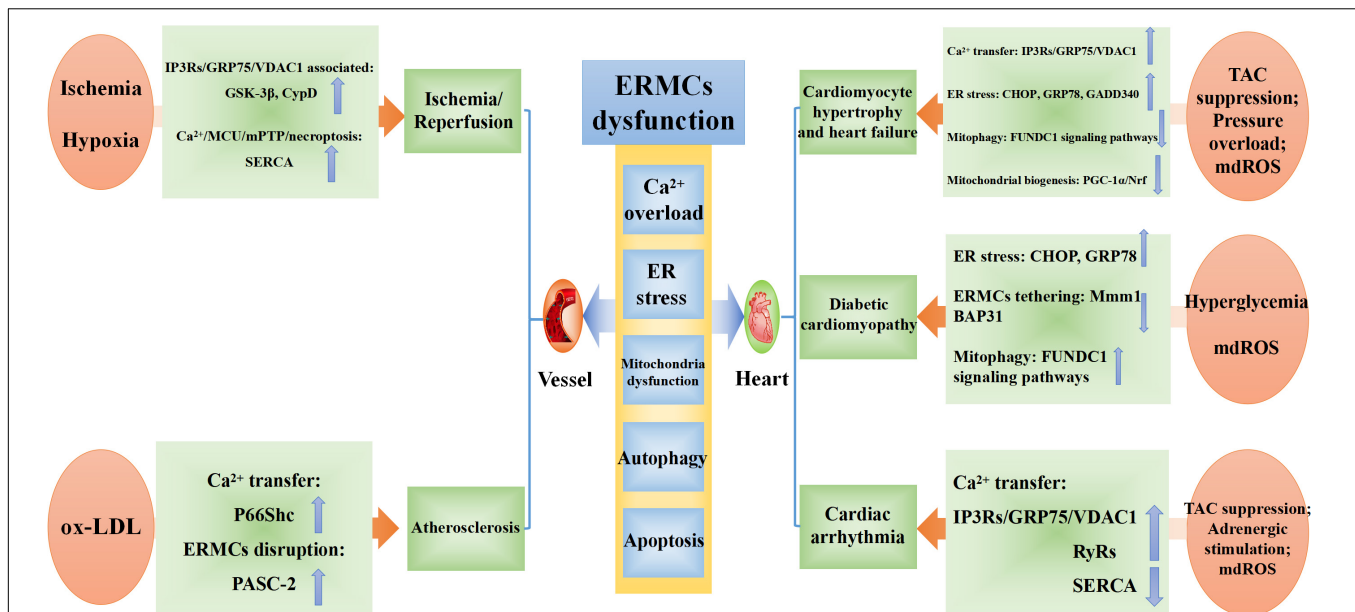 Ischemia
Hypoxia
IP3Rs/GRP75/VDAC1 associated:
GSK-3β, CypD
Ca²⁺/MCU/mPTP/necroptosis:
SERCA
Ischemia/
Reperfusion
ox-LDL
Ca²⁺ transfer:
P66Shc
ERMCs disruption:
PASC-2
Atherosclerosis
Vessel
ERMCs
dysfunction
Ca²⁺
overload
ER
stress
Mitochondria
dysfunction
Autophagy
Apoptosis
Heart
Cardiomyocyte
hypertrophy
and heart failure
Ca²⁺ transfer: IP3Rs/GRP75/VDAC1
ER stress: CHOP, GRP78, GADD340
Mitophagy: FUNDC1 signaling pathways
Mitochondrial biogenesis: PGC-1α/Nrf
TAC
suppression;
Pressure
overload;
mdROS
Diabetic
cardiomyopathy
ER stress: CHOP, GRP78
ERMCs tethering: Mmm1
BAP31
Mitophagy: FUNDC1
signaling pathways
Hyperglycemia
mdROS
Cardiac
arrhythmia
Ca²⁺ transfer:
IP3Rs/GRP75/VDAC1
RyRs
SERCA
TAC suppression;
Adrenergic
stimulation;
mdROS